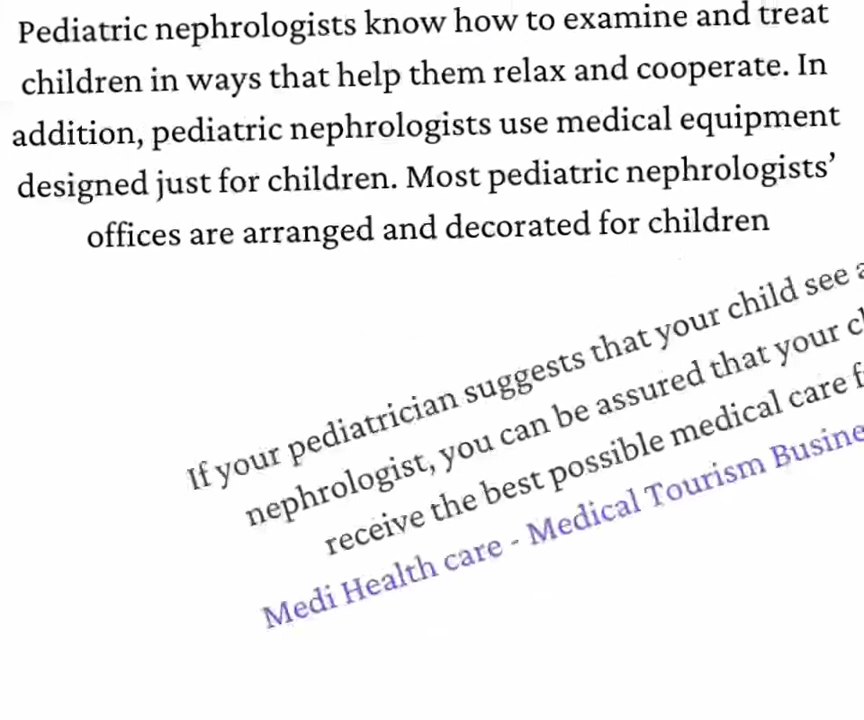 Pediatric nephrologists know how to examine and treat
children in ways that help them relax and cooperate. In
addition, pediatric nephrologists use medical equipment
designed just for children. Most pediatric nephrologists’
offices are arranged and decorated for children
If your pediatrician suggests that your child see
nephrologist, you can be assured that your
receive the best possible medical care
Medi Health care - Medical Tourism